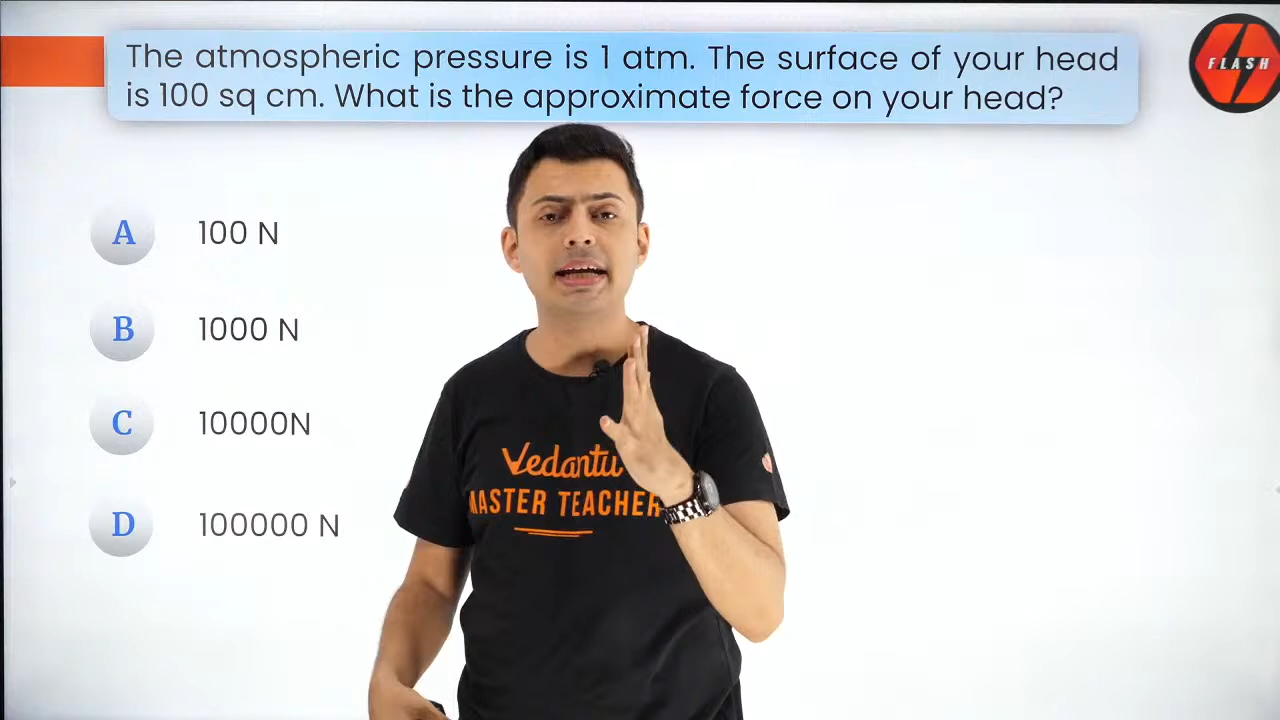 The atmospheric pressure is 1 atm. The surface of your head
is 100 sq cm. What is the approximate force on your head?
FLASH
A 100 N
B 1000 N
C 10000N
D 100000 N
Vedantu
MASTER TEACHER